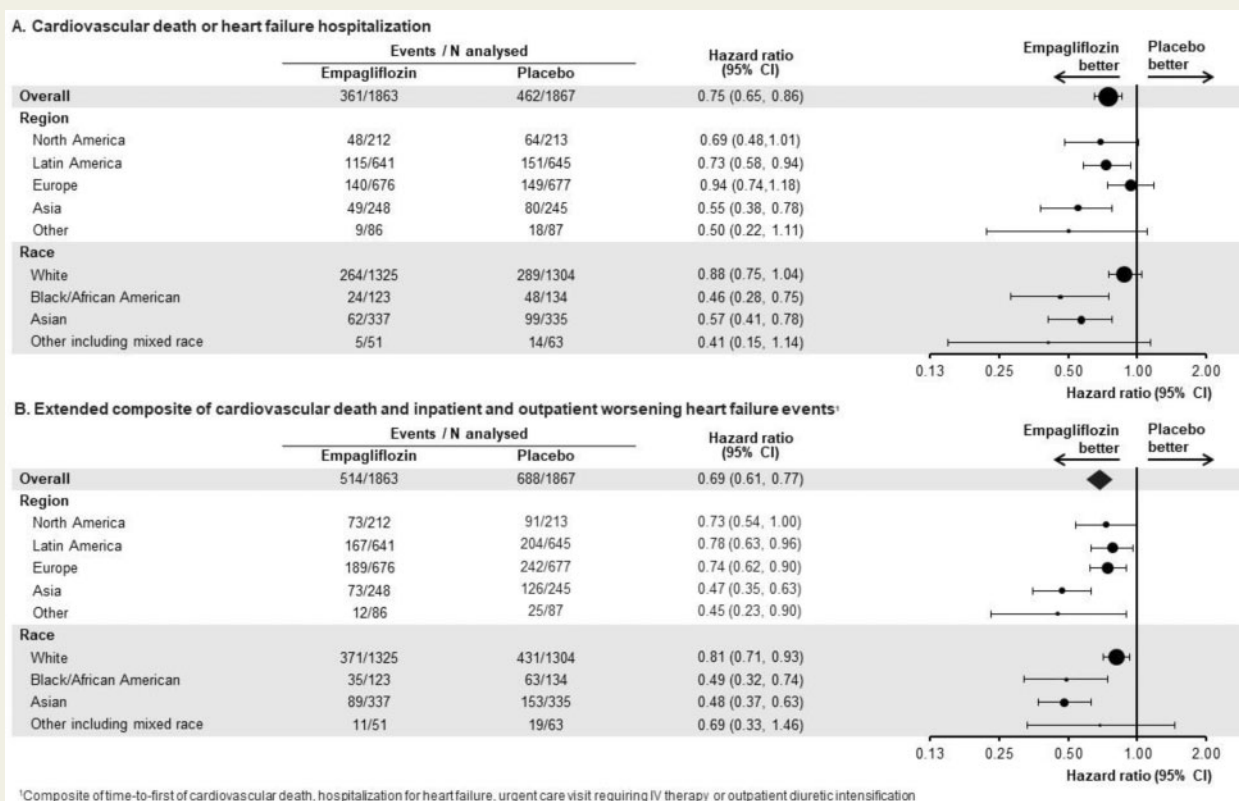 A. Cardiovascular death or heart failure hospitalization
Events / N analysed Hazard ratio (95% CI) Empagliflozin better Placebo better
Empagliflozin Placebo
Overall 361/1863 462/1867 0.75 (0.65, 0.86)
Region
North America 48/212 64/213 0.69 (0.48,1.01)
Latin America 115/641 151/645 0.73 (0.58, 0.94)
Europe 140/676 149/677 0.94 (0.74,1.18)
Asia 49/248 80/245 0.55 (0.38, 0.78)
Other 9/86 18/87 0.50 (0.22, 1.11)
Race
White 264/1325 289/1304 0.88 (0.75, 1.04)
Black/African American 24/123 48/134 0.46 (0.28, 0.75)
Asian 62/337 99/335 0.57 (0.41, 0.78)
Other including mixed race 5/51 14/63 0.41 (0.15, 1.14)
0.13 0.25 0.50 1.00 2.00
Hazard ratio (95% CI)
B. Extended composite of cardiovascular death and inpatient and outpatient worsening heart failure events¹
Events / N analysed Hazard ratio (95% CI) Empagliflozin better Placebo better
Empagliflozin Placebo
Overall 514/1863 688/1867 0.69 (0.61, 0.77)
Region
North America 73/212 91/213 0.73 (0.54, 1.00)
Latin America 167/641 204/645 0.78 (0.63, 0.96)
Europe 189/676 242/677 0.74 (0.62, 0.90)
Asia 73/248 126/245 0.47 (0.35, 0.63)
Other 12/86 25/87 0.45 (0.23, 0.90)
Race
White 371/1325 431/1304 0.81 (0.71, 0.93)
Black/African American 35/123 63/134 0.49 (0.32, 0.74)
Asian 89/337 153/335 0.48 (0.37, 0.63)
Other including mixed race 11/51 19/63 0.69 (0.33, 1.46)
0.13 0.25 0.50 1.00 2.00
Hazard ratio (95% CI)
¹Composite of time-to-first of cardiovascular death, hospitalization for heart failure, urgent care visit requiring IV therapy or outpatient diuretic intensification